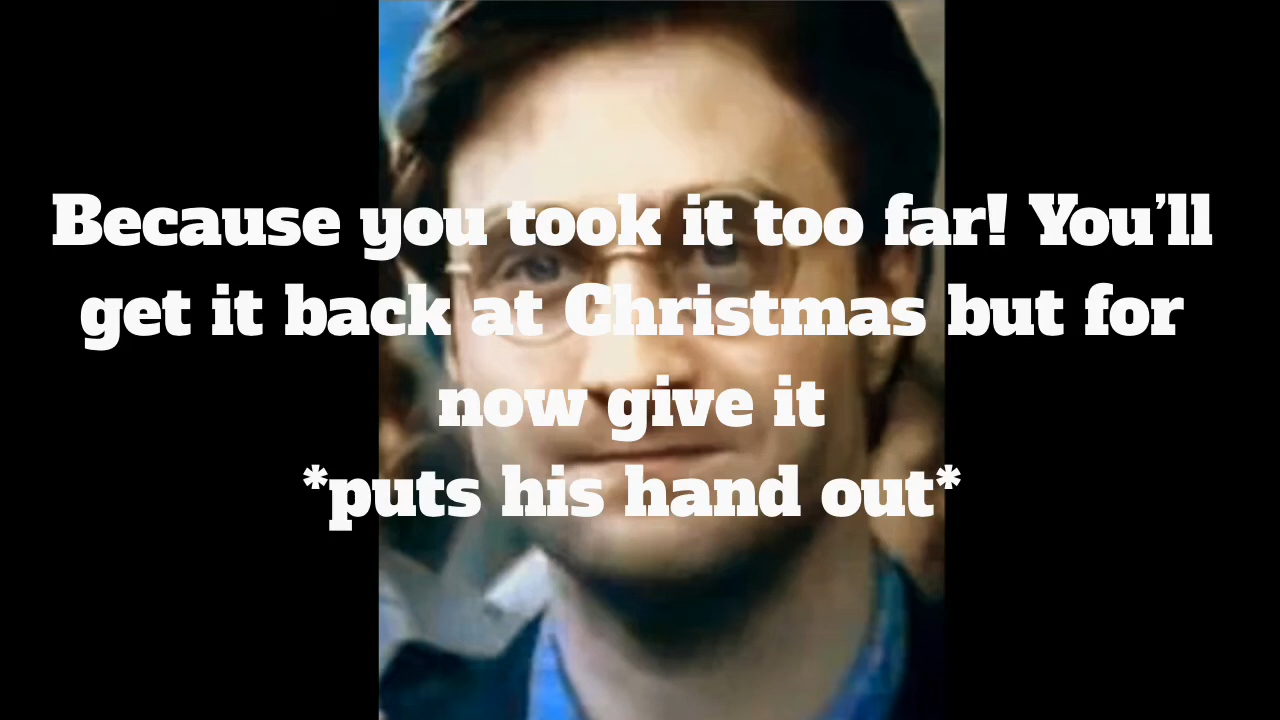 Because you took it too far! You’ll
get it back at Christmas but for
now give it
*puts his hand out*